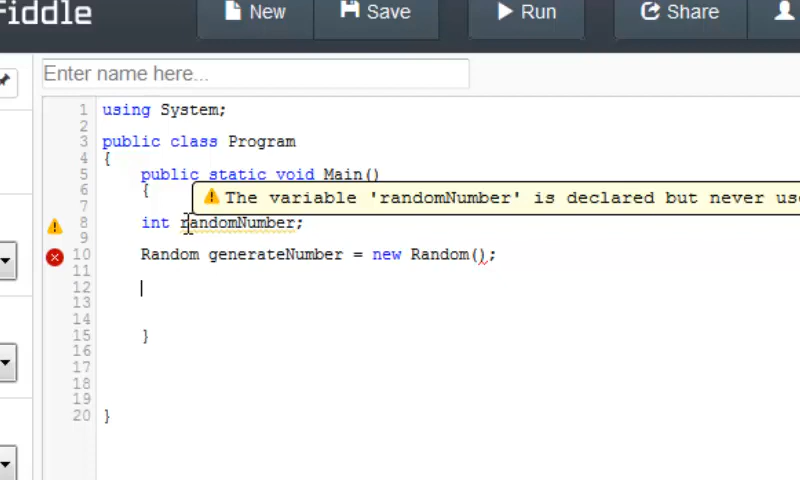 Fiddle
New
Save
Run
Share
Enter name here...
1 using System;
2
3 public class Program
4 {
5 public static void Main()
6 {
The variable 'randomNumber' is declared but never
7
8 int randomNumber;
9
10 Random generateNumber = new Random();
11
12
13
14
15 }
16
17
18
19
20 }